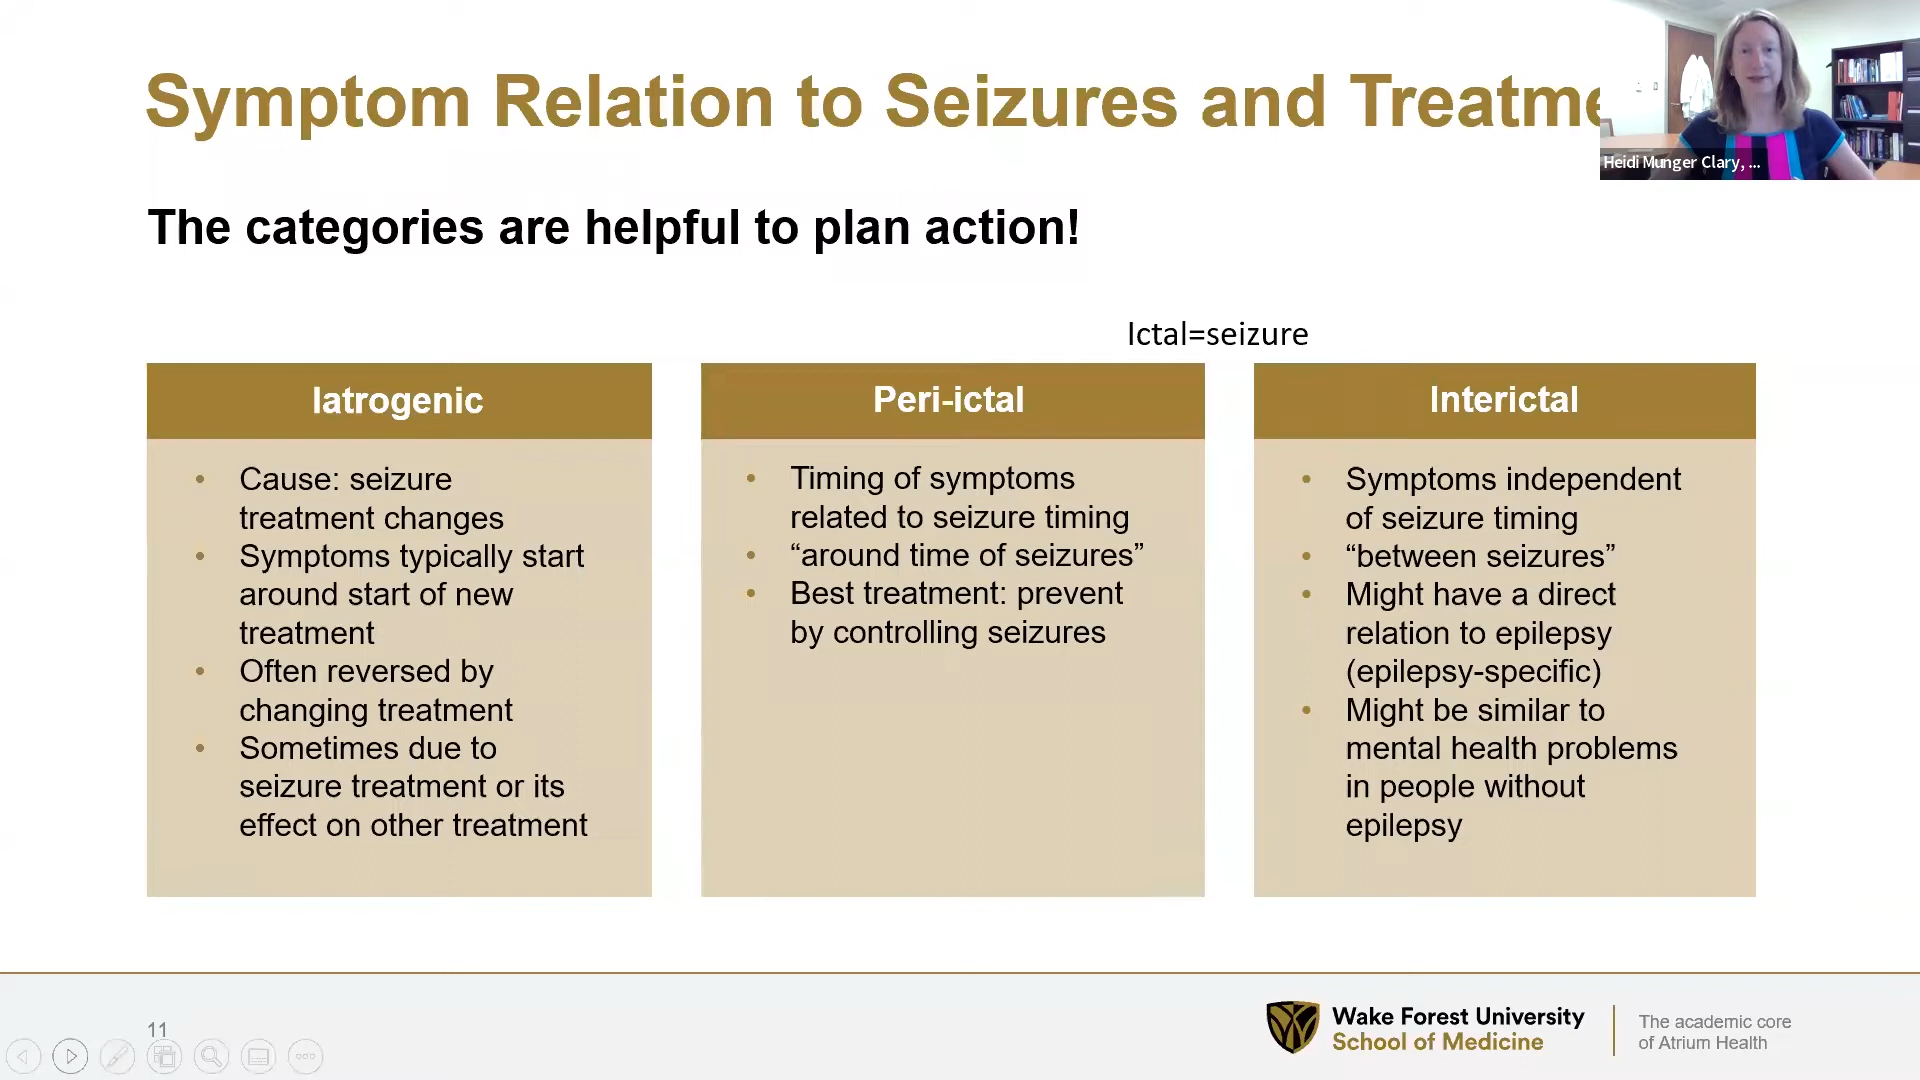 Symptom Relation to Seizures and Treatme
Heidi Munger Clary, ...
The categories are helpful to plan action!
Ictal=seizure
Iatrogenic
• Cause: seizure
treatment changes
• Symptoms typically start
around start of new
treatment
• Often reversed by
changing treatment
• Sometimes due to
seizure treatment or its
effect on other treatment
Peri-ictal
• Timing of symptoms
related to seizure timing
• “around time of seizures”
• Best treatment: prevent
by controlling seizures
Interictal
• Symptoms independent
of seizure timing
• “between seizures”
• Might have a direct
relation to epilepsy
(epilepsy-specific)
• Might be similar to
mental health problems
in people without
epilepsy
11
Wake Forest University
School of Medicine
The academic core
of Atrium Health